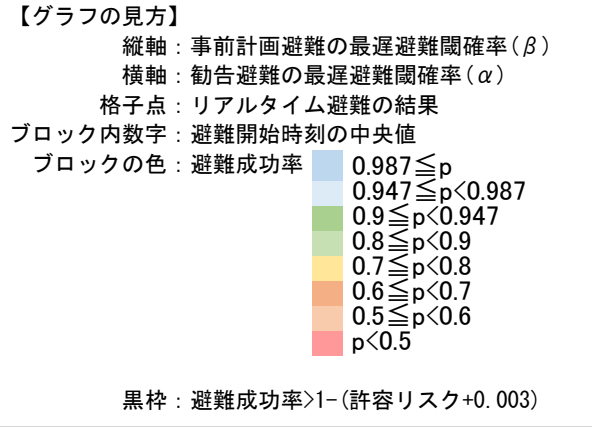 【グラフの見方】
縦軸：事前計画避難の最遅避難閾確率(β)
横軸：勧告避難の最遅避難閾確率(α)
格子点：リアルタイム避難の結果
ブロック内数字：避難開始時刻の中央値
ブロックの色：避難成功率
0.987≦p
0.947≦p<0.987
0.9≦p<0.947
0.8≦p<0.9
0.7≦p<0.8
0.6≦p<0.7
0.5≦p<0.6
p<0.5
黒枠：避難成功率>1-(許容リスク+0.003)